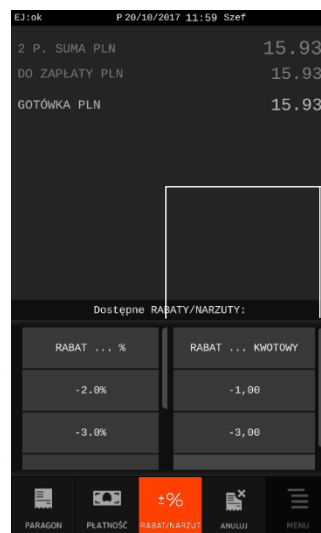 EJ:ok P 20/10/2017 11:59 Szef
2 P. SUMA PLN 15.93
DO ZAPŁATY PLN 15.93
GOTÓWKA PLN 15.93
Dostępne RABATY/NARZUTY:
RABAT ... % RABAT ... KWOTOWY
-2.0% -1,00
-3.0% -3,00
±%
PARAGON PŁATNOŚĆ RABAT/NARZUT ANULUJ MENU